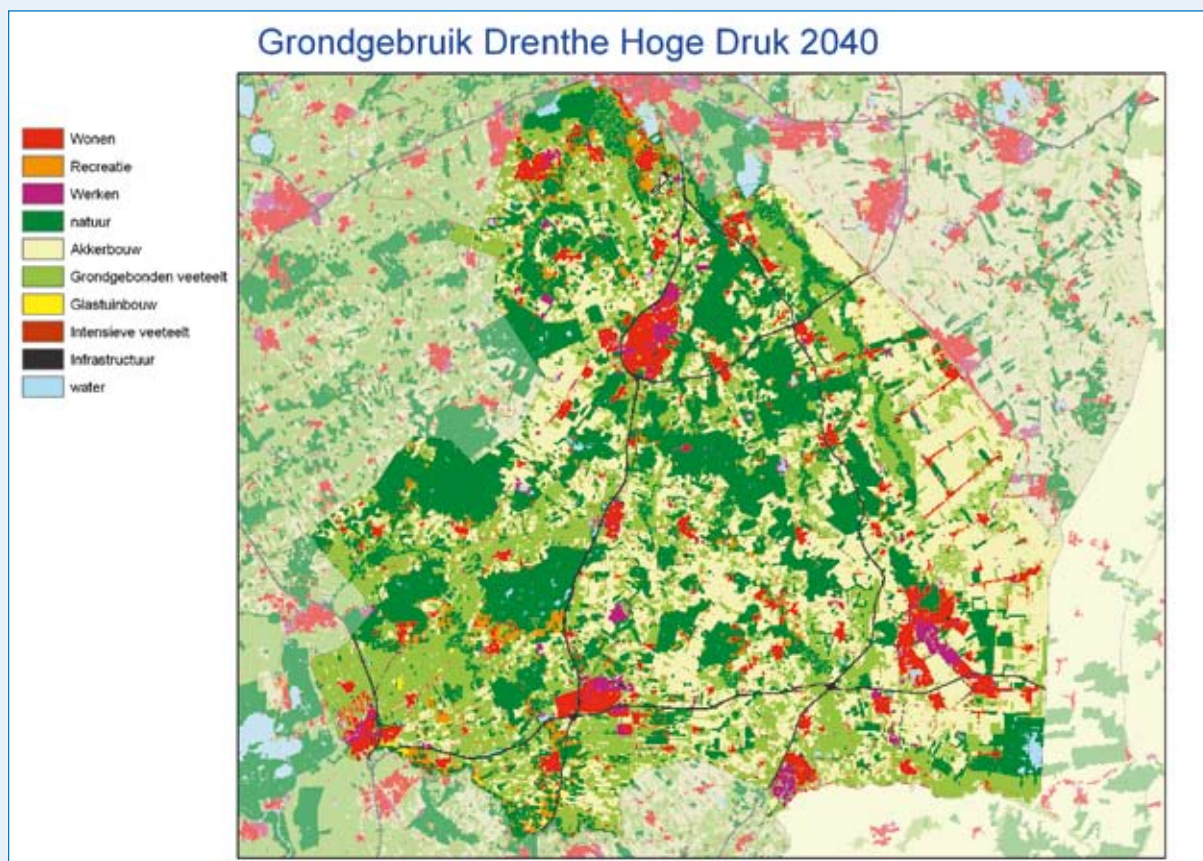 Grondgebruik Drenthe Hoge Druk 2040
Wonen
Recreatie
Werken
natuur
Akkerbouw
Grondgebonden veeteelt
Glastuinbouw
Intensieve veeteelt
Infrastructuur
water